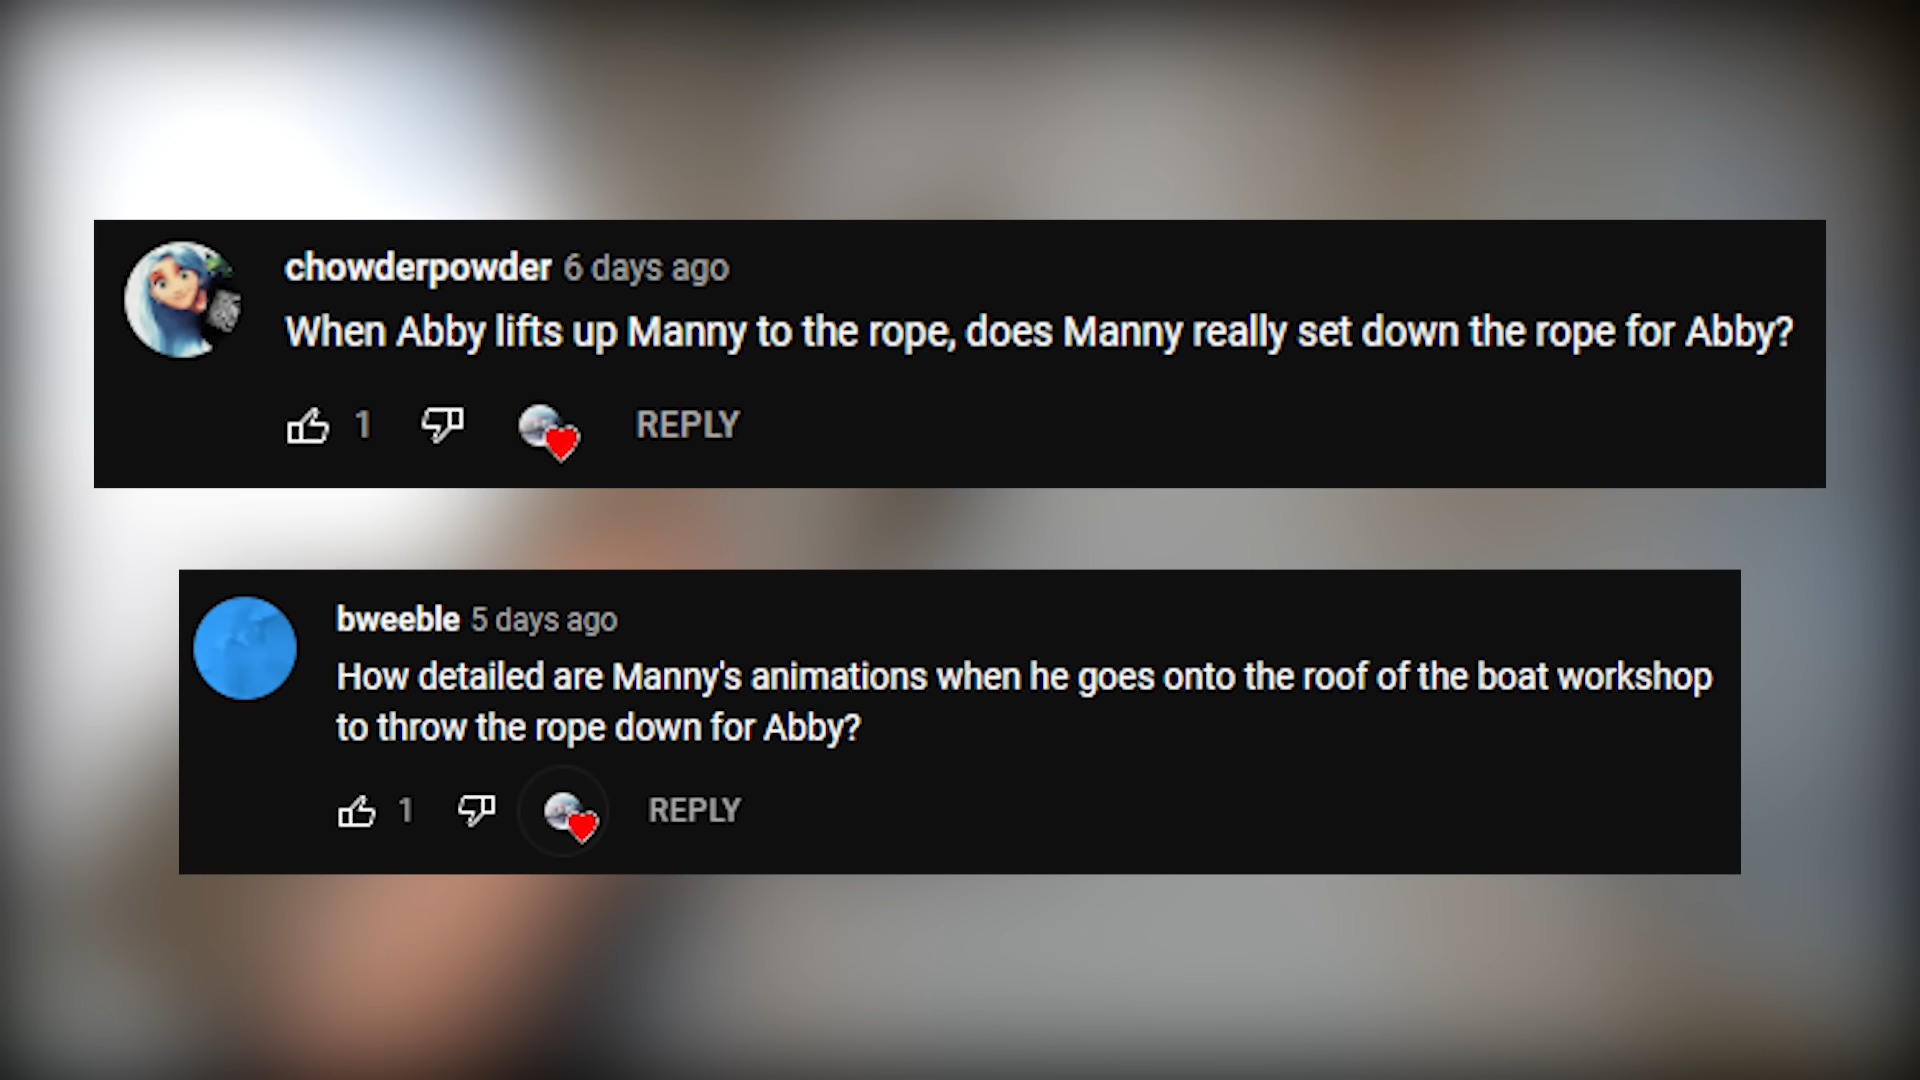 chowderpowder 6 days ago
When Abby lifts up Manny to the rope, does Manny really set down the rope for Abby?
1 REPLY
bweeble 5 days ago
How detailed are Manny's animations when he goes onto the roof of the boat workshop
to throw the rope down for Abby?
1 REPLY